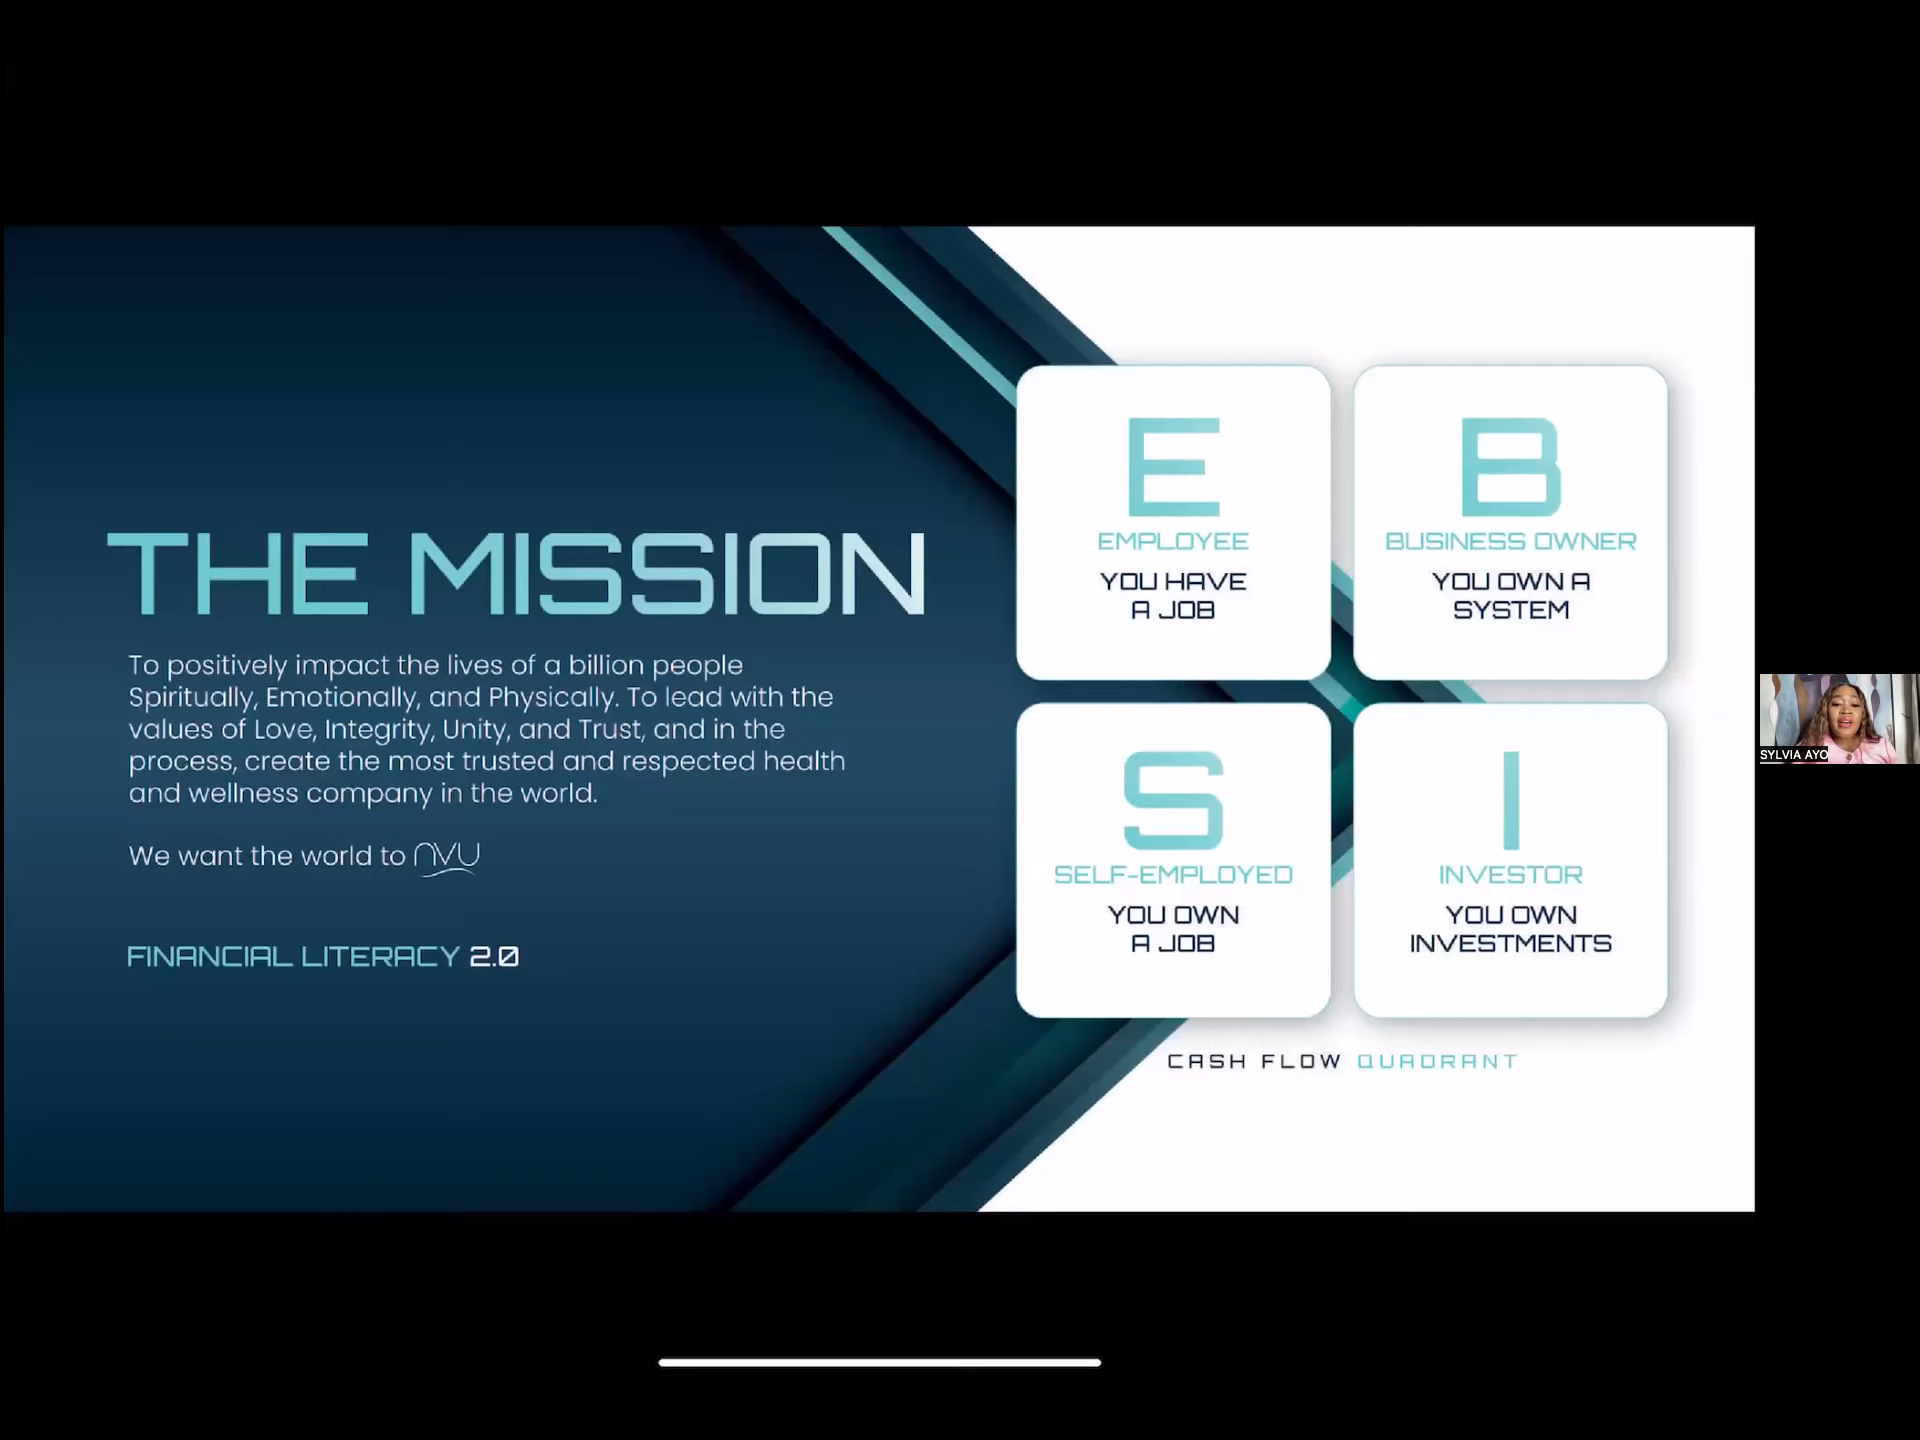 THE MISSION
To positively impact the lives of a billion people
Spiritually, Emotionally, and Physically. To lead with the
values of Love, Integrity, Unity, and Trust, and in the
process, create the most trusted and respected health
and wellness company in the world.
We want the world to NVU
FINANCIAL LITERACY 2.0
E
EMPLOYEE
YOU HAVE
A JOB
B
BUSINESS OWNER
YOU OWN A
SYSTEM
S
SELF-EMPLOYED
YOU OWN
A JOB
I
INVESTOR
YOU OWN
INVESTMENTS
CASH FLOW QUADRANT
SYLVIA AYO